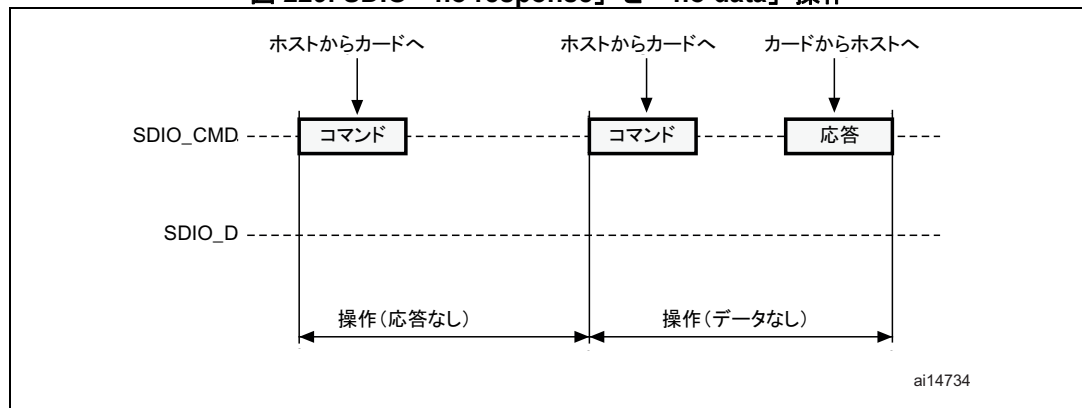 ホストからカードへ ホストからカードへ カードからホストへ
SDIO_CMD コマンド コマンド 応答
SDIO_D
操作(応答なし) 操作(データなし)
ai14734